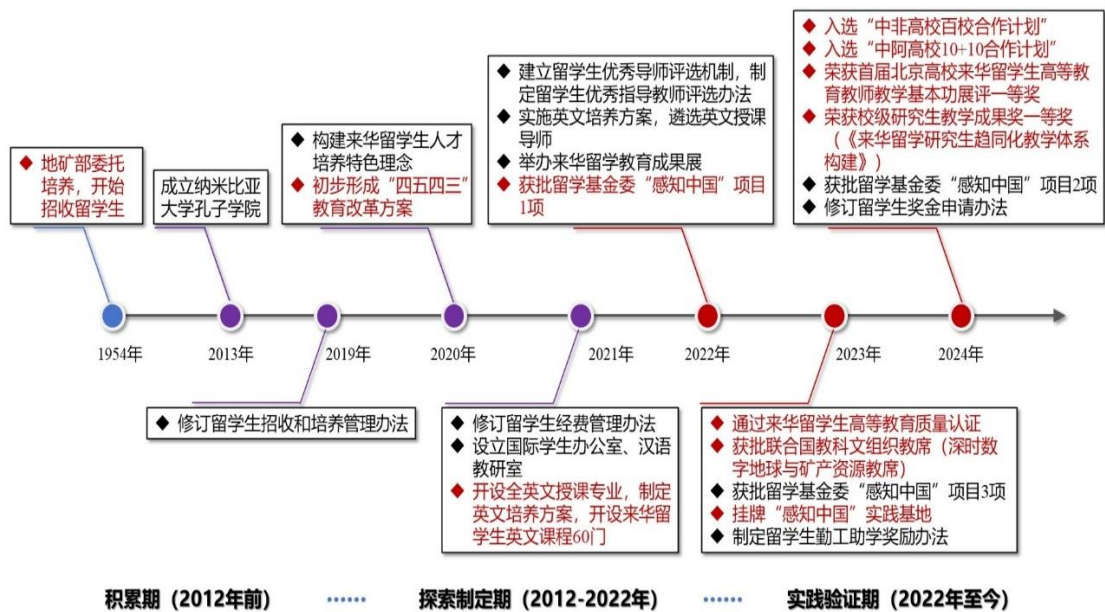 ◆ 地矿部委托
培养，开始
招收留学生
成立纳米比亚
大学孔子学院
◆ 构建来华留学生人才
培养特色理念
◆ 初步形成“四五四三”
教育改革方案
◆ 建立留学生优秀导师评选机制，制
定留学生优秀指导教师评选办法
◆ 实施英文培养方案，遴选英文授课
导师
◆ 举办来华留学教育成果展
◆ 获批留学基金委“感知中国”项目
1项
◆ 入选“中非高校百校合作计划”
◆ 入选“中阿高校10+10合作计划”
◆ 荣获首届北京高校来华留学生高等教
育教师教学基本功展评一等奖
◆ 荣获校级研究生教学成果奖一等奖
（《来华留学研究生趋同化教学体系
构建》）
◆ 获批留学基金委“感知中国”项目2项
◆ 修订留学生奖金申请办法
1954年
2013年
2019年
2020年
2021年
2022年
2023年
2024年
◆ 修订留学生招收和培养管理办法
◆ 修订留学生经费管理办法
◆ 设立国际学生办公室、汉语
教研室
◆ 开设全英文授课专业，制定
英文培养方案，开设来华留
学生英文课程60门
◆ 通过来华留学生高等教育质量认证
◆ 获批联合国教科文组织教席（深时数
字地球与矿产资源教席）
◆ 获批留学基金委“感知中国”项目3项
◆ 挂牌“感知中国”实践基地
◆ 制定留学生勤工助学奖励办法
积累期（2012年前） ...... 探索制定期（2012-2022年） ...... 实践验证期（2022年至今）